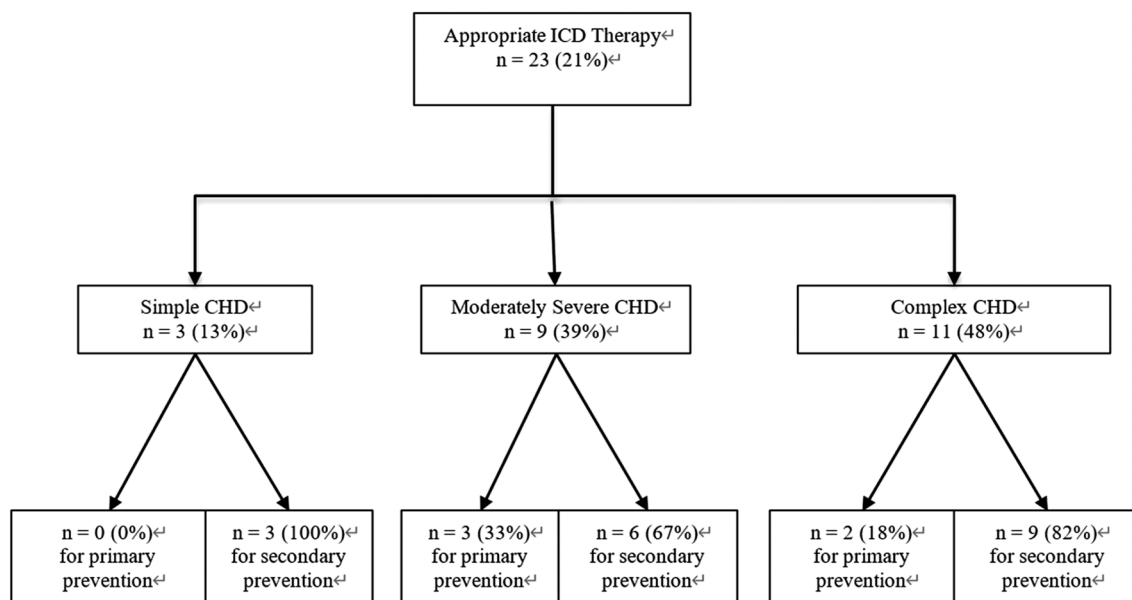 Appropriate ICD Therapy↵
n = 23 (21%)↵
Simple CHD↵
n = 3 (13%)↵
Moderately Severe CHD↵
n = 9 (39%)↵
Complex CHD↵
n = 11 (48%)↵
n = 0 (0%)↵
for primary
prevention↵
n = 3 (100%)↵
for secondary
prevention↵
n = 3 (33%)↵
for primary
prevention↵
n = 6 (67%)↵
for secondary
prevention↵
n = 2 (18%)↵
for primary
prevention↵
n = 9 (82%)↵
for secondary
prevention↵